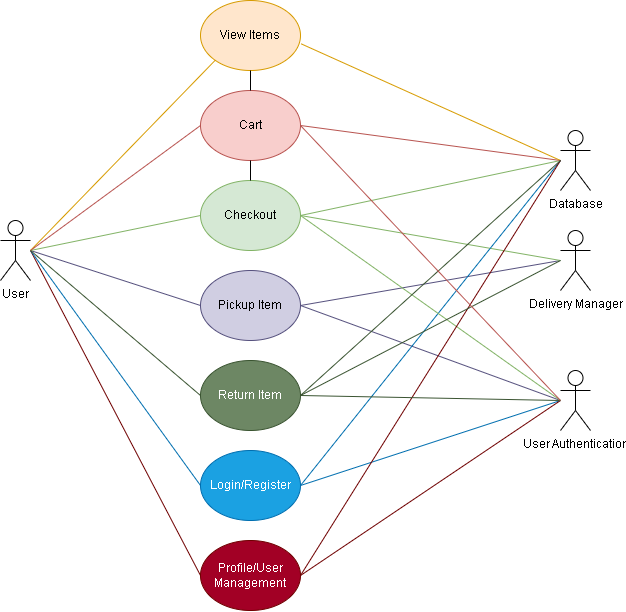 View Items
Cart
Checkout
Pickup Item
Return Item
Login/Register
Profile/User
Management
User
Database
Delivery Manager
User Authentication